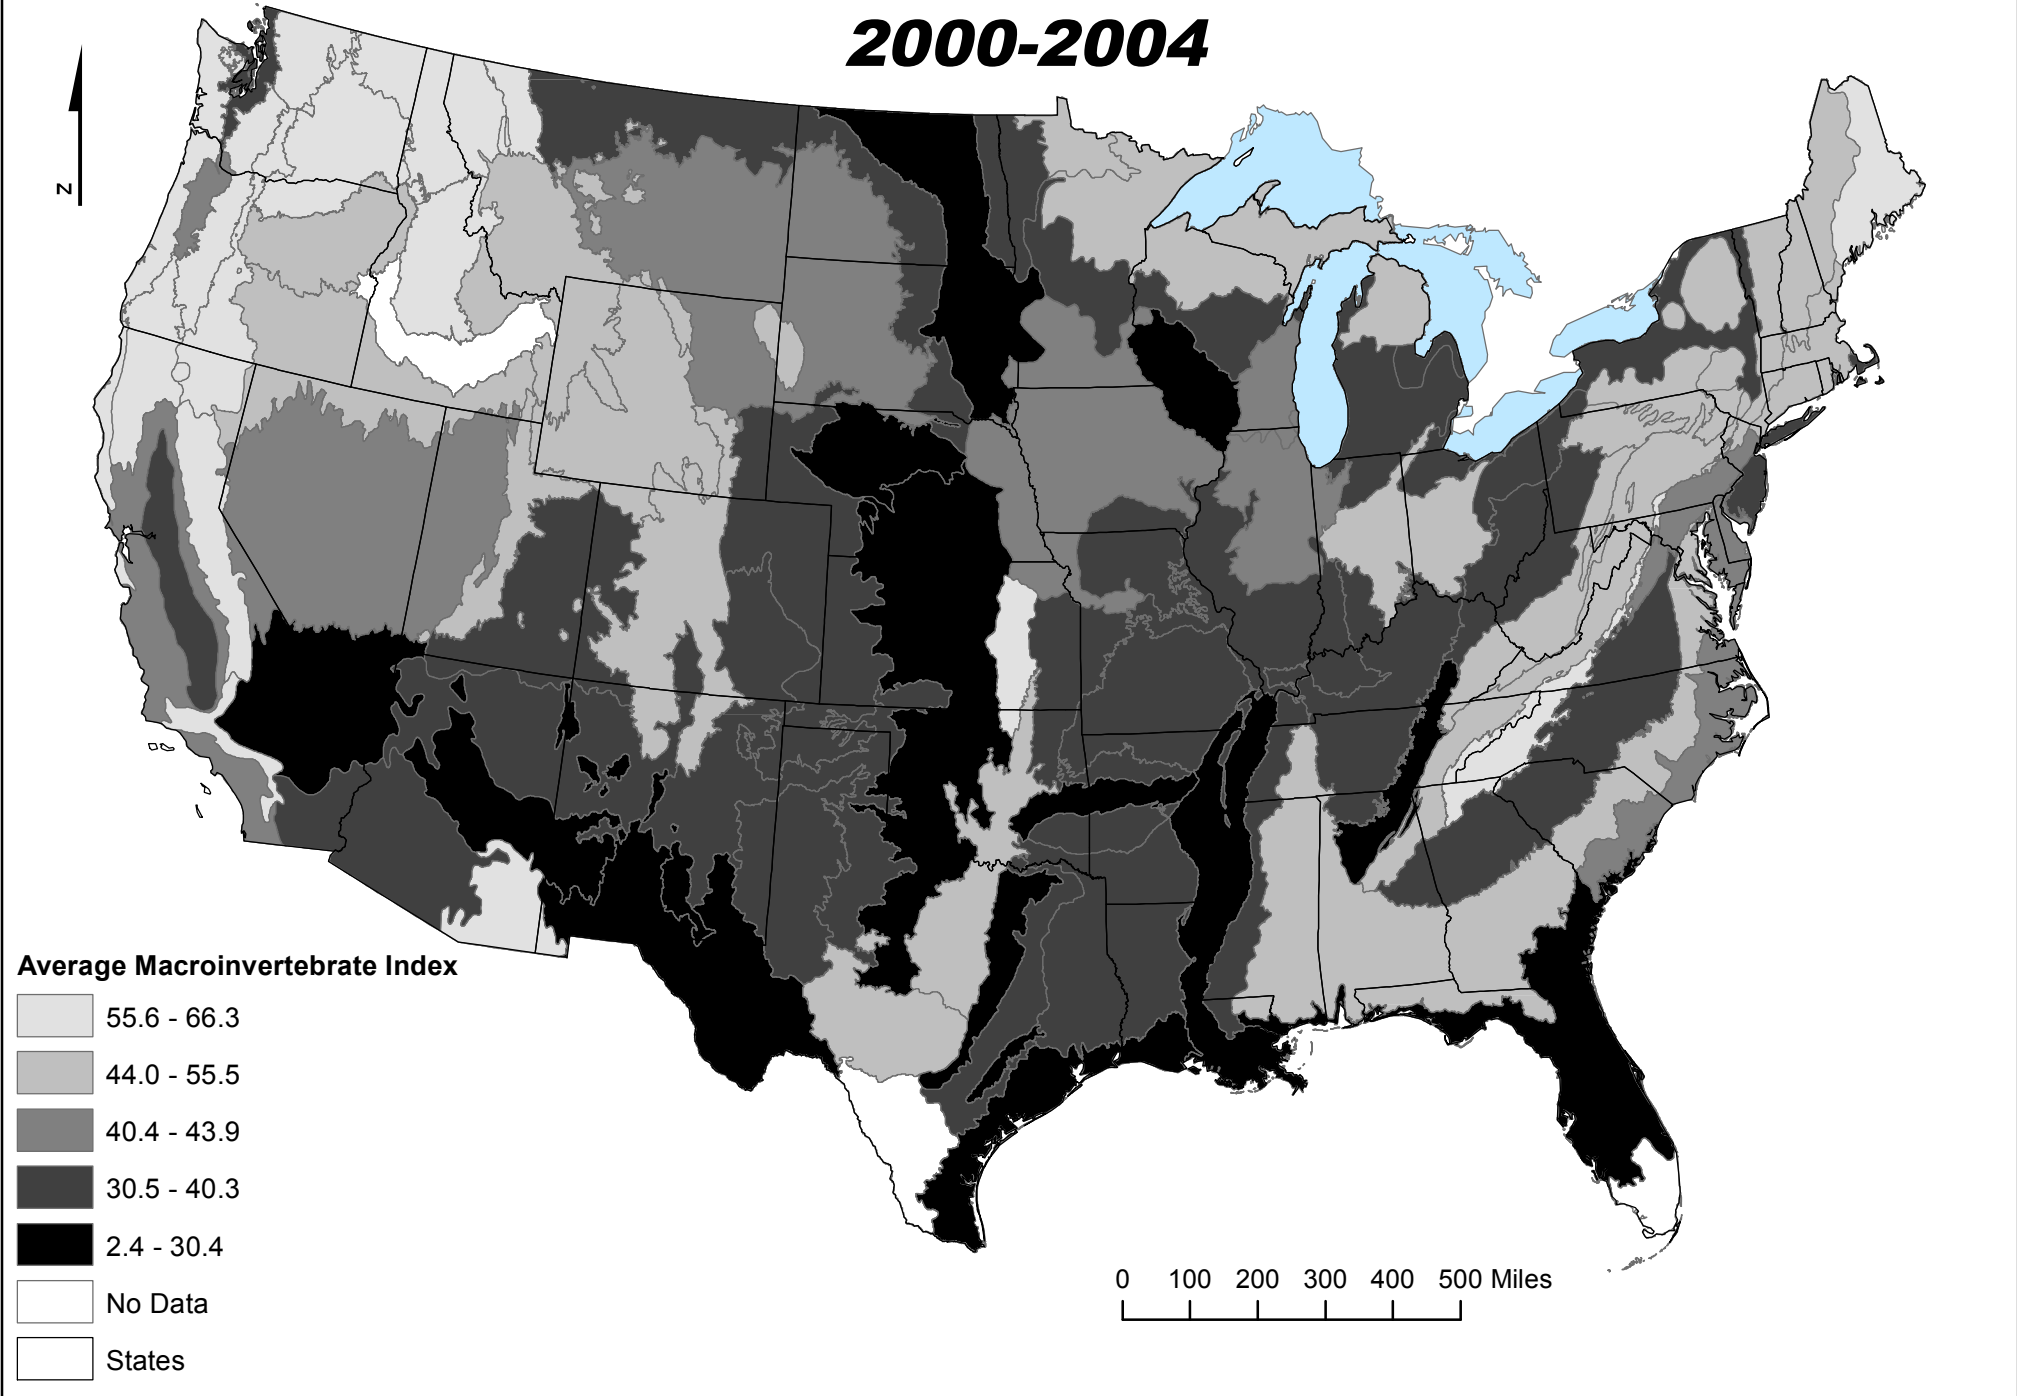 2000-2004
N
Average Macroinvertebrate Index
55.6 - 66.3
44.0 - 55.5
40.4 - 43.9
30.5 - 40.3
2.4 - 30.4
No Data
States
0 100 200 300 400 500 Miles